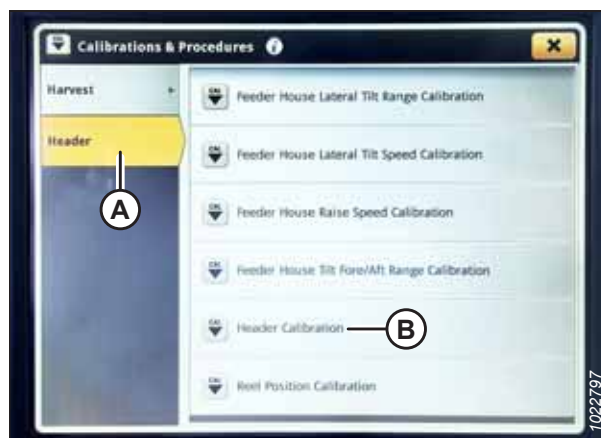 Calibrations & Procedures
Harvest
Header
A
Feeder House Lateral Tilt Range Calibration
Feeder House Lateral Tilt Speed Calibration
Feeder House Raise Speed Calibration
Feeder House Tilt Fore/Aft Range Calibration
Header Calibration
B
Reel Position Calibration
1022797